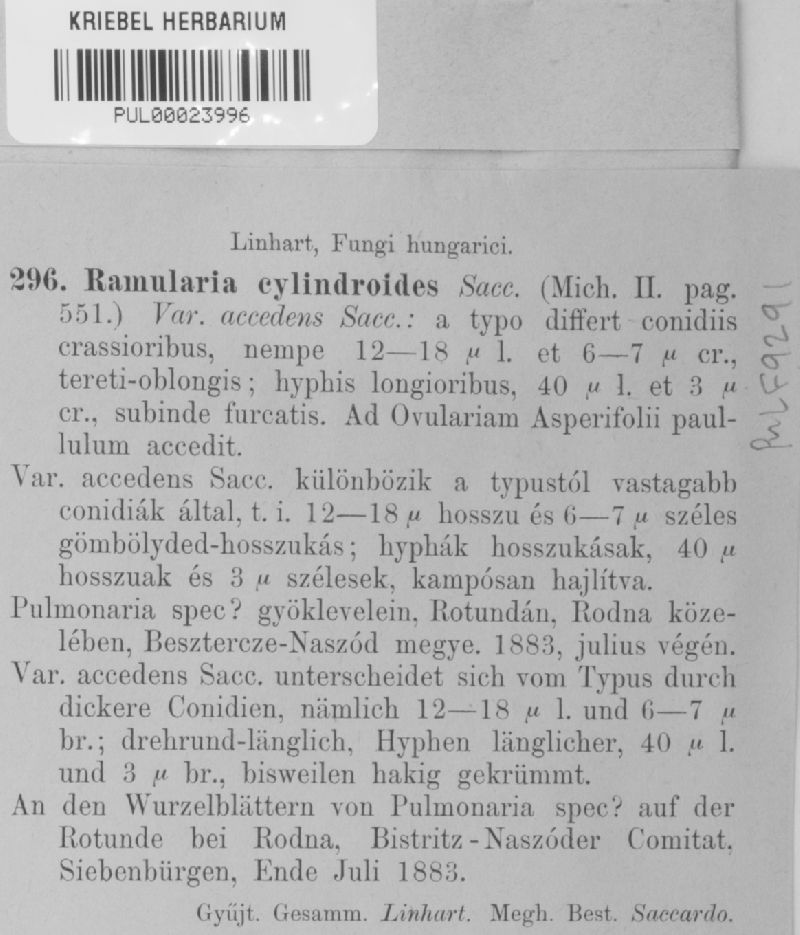 KRIEBEL HERBARIUM
PUL00023996
Linhart, Fungi hungarici.
296. Ramularia cylindroides Sacc. (Mich. II. pag.
551.) Var. accedens Sacc.: a typo differt conidiis
crassioribus, nempe 12—18 µ l. et 6—7 µ cr.,
tereti-oblongis; hyphis longioribus, 40 µ l. et 3 µ
cr., subinde furcatis. Ad Ovulariam Asperifolii paul-
lulum accedit.
Var. accedens Sacc. különbözik a typustól vastagabb
conidiák által, t. i. 12—18 µ hosszu és 6—7 µ széles
gömbölyded-hosszukás; hyphák hosszukásak, 40 µ
hosszuak és 3 µ szélesek, kampósan hajlítva.
Pulmonaria spec? gyöklevelein, Rotundán, Rodna köze-
lében, Besztercze-Naszód megye. 1883, julius végén.
Var. accedens Sacc. unterscheidet sich vom Typus durch
dickere Conidien, nämlich 12—18 µ l. und 6—7 µ
br.; drehrund-länglich, Hyphen länglicher, 40 µ l.
und 3 µ br., bisweilen hakig gekrümmt.
An den Wurzelblättern von Pulmonaria spec? auf der
Rotunde bei Rodna, Bistritz-Naszóder Comitat,
Siebenbürgen, Ende Juli 1883.
Gyűjt. Gesamm. Linhart. Megh. Best. Saccardo.
PUL F9291